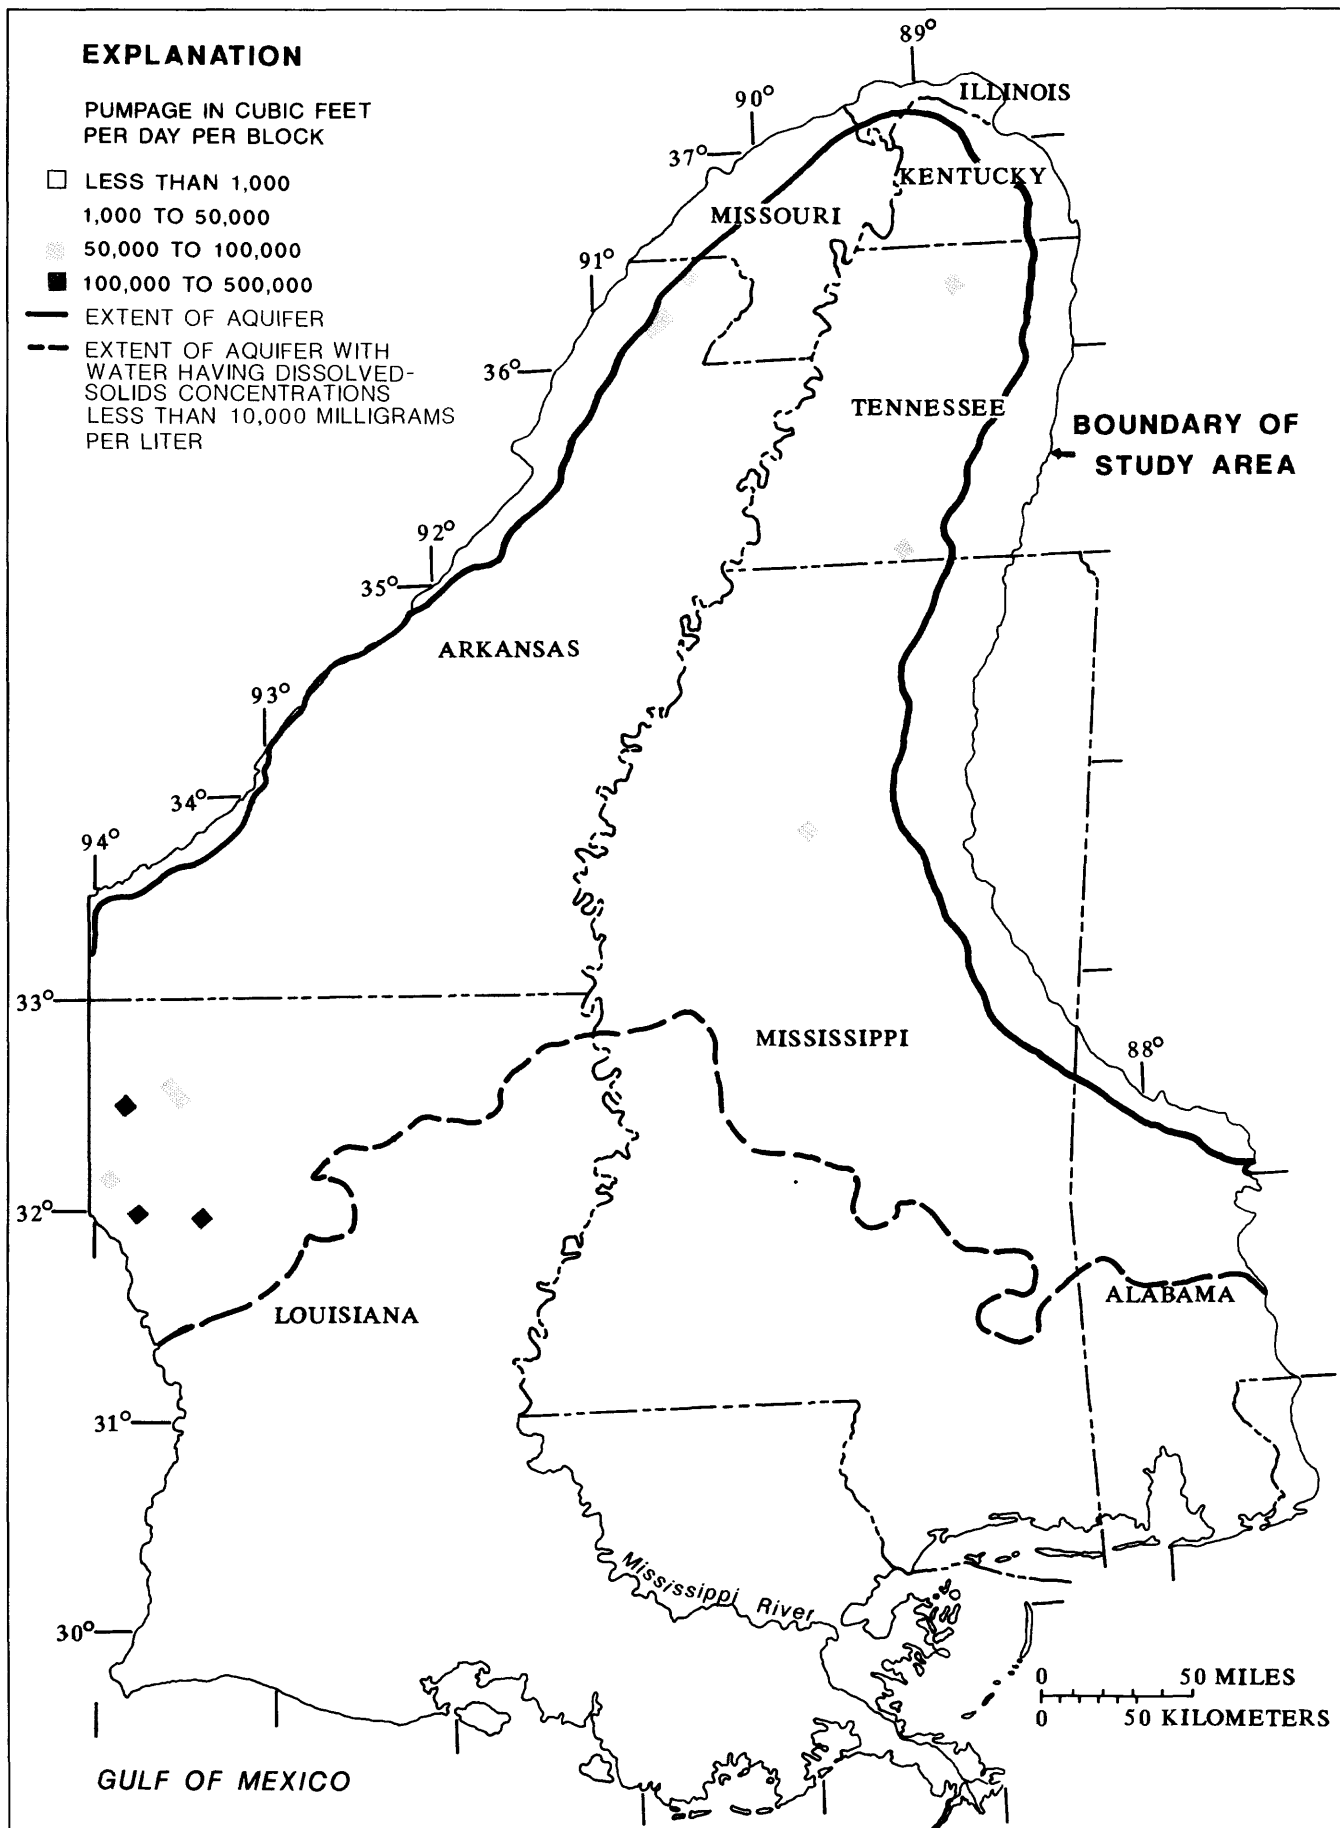 EXPLANATION
PUMPAGE IN CUBIC FEET
PER DAY PER BLOCK
LESS THAN 1,000
1,000 TO 50,000
50,000 TO 100,000
100,000 TO 500,000
EXTENT OF AQUIFER
EXTENT OF AQUIFER WITH
WATER HAVING DISSOLVED-
SOLIDS CONCENTRATIONS
LESS THAN 10,000 MILLIGRAMS
PER LITER
89°
ILLINOIS
90°
37°
KENTUCKY
MISSOURI
91°
36°
TENNESSEE
BOUNDARY OF
STUDY AREA
92°
35°
ARKANSAS
93°
34°
94°
33°
MISSISSIPPI
88°
32°
LOUISIANA
ALABAMA
31°
Mississippi River
30°
0 50 MILES
0 50 KILOMETERS
GULF OF MEXICO